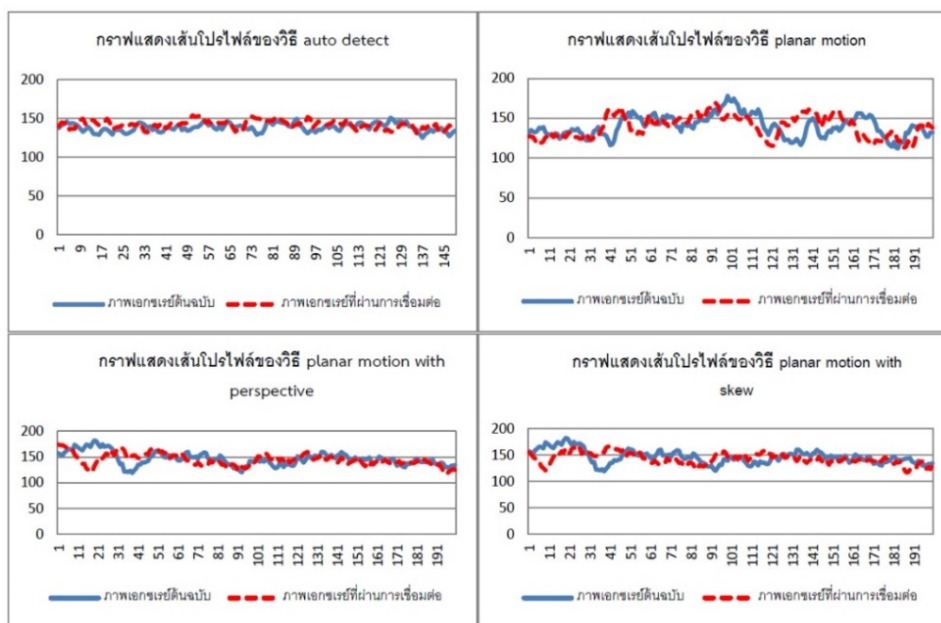 กราฟแสดงเส้นโปรไฟล์ของวิธี auto detect
200
150
100
50
0
1 9 17 25 33 41 49 57 65 73 81 89 97 105 113 121 129 137 145
ภาพเอกซเรย์ต้นฉบับ ภาพเอกซเรย์ที่ผ่านการเชื่อมต่อ
กราฟแสดงเส้นโปรไฟล์ของวิธี planar motion
200
150
100
50
0
1 11 21 31 41 51 61 71 81 91 101 111 121 131 141 151 161 171 181 191
ภาพเอกซเรย์ต้นฉบับ ภาพเอกซเรย์ที่ผ่านการเชื่อมต่อ
กราฟแสดงเส้นโปรไฟล์ของวิธี planar motion with
perspective
200
150
100
50
0
1 11 21 31 41 51 61 71 81 91 101 111 121 131 141 151 161 171 181 191
ภาพเอกซเรย์ต้นฉบับ ภาพเอกซเรย์ที่ผ่านการเชื่อมต่อ
กราฟแสดงเส้นโปรไฟล์ของวิธี planar motion with
skew
200
150
100
50
0
1 11 21 31 41 51 61 71 81 91 101 111 121 131 141 151 161 171 181 191
ภาพเอกซเรย์ต้นฉบับ ภาพเอกซเรย์ที่ผ่านการเชื่อมต่อ